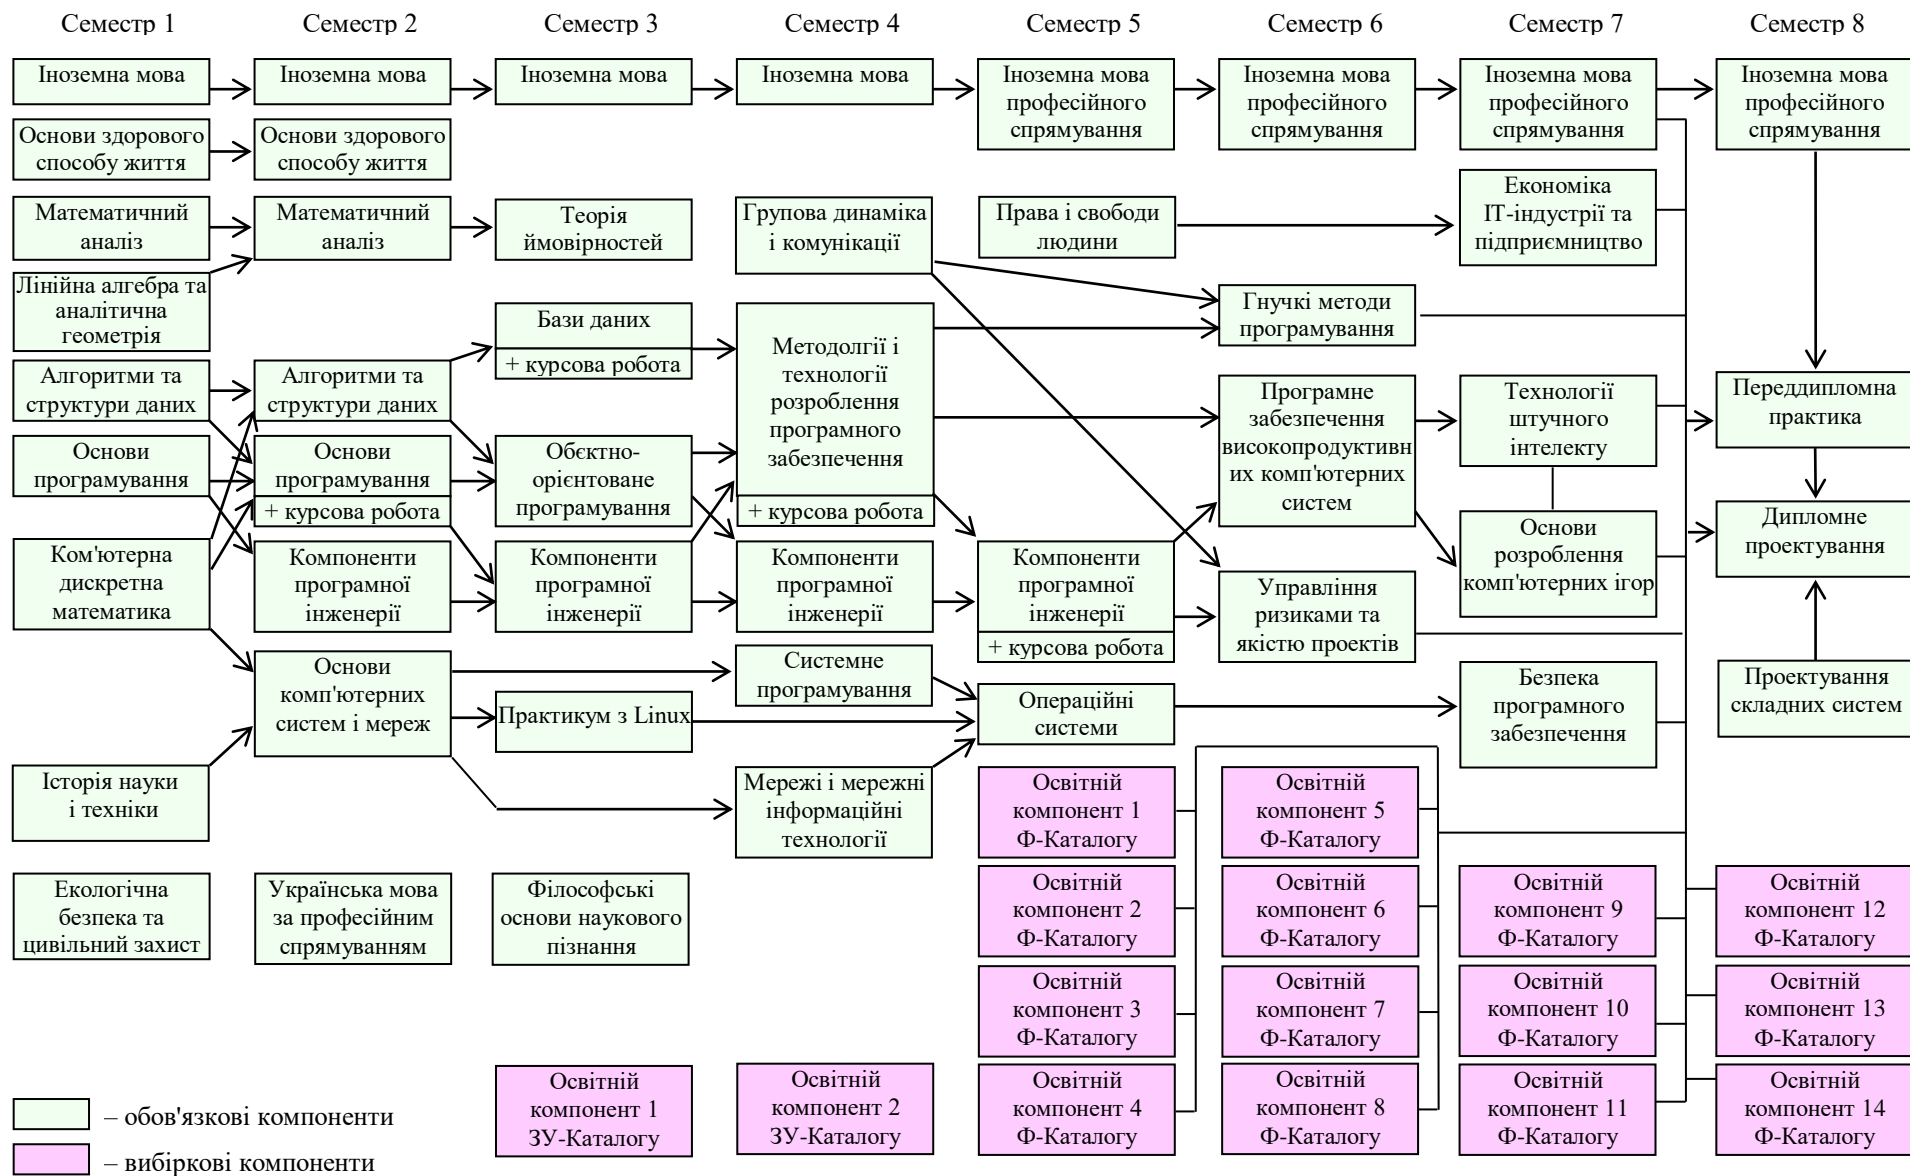 Семестр 1
Семестр 2
Семестр 3
Семестр 4
Семестр 5
Семестр 6
Семестр 7
Семестр 8
Іноземна мова
Іноземна мова
Іноземна мова
Іноземна мова
Іноземна мова
професійного
спрямування
Іноземна мова
професійного
спрямування
Іноземна мова
професійного
спрямування
Іноземна мова
професійного
спрямування
Основи здорового
способу життя
Основи здорового
способу життя
Математичний
аналіз
Математичний
аналіз
Теорія
ймовірностей
Групова динаміка
і комунікації
Права і свободи
людини
Економіка
ІТ-індустрії та
підприємництво
Лінійна алгебра та
аналітична
геометрія
Бази даних
+ курсова робота
Методолгії і
технології
розроблення
програмного
забезпечення
+ курсова робота
Гнучкі методи
програмування
Алгоритми та
структури даних
Алгоритми та
структури даних
Програмне
забезпечення
високопродуктивн
их комп'ютерних
систем
Технології
штучного
інтелекту
Переддипломна
практика
Основи
програмування
Основи
програмування
+ курсова робота
Обєктно-
орієнтоване
програмування
Основи
розроблення
комп'ютерних ігор
Дипломне
проектування
Ком'ютерна
дискретна
математика
Компоненти
програмної
інженерії
Компоненти
програмної
інженерії
Компоненти
програмної
інженерії
Компоненти
програмної
інженерії
+ курсова робота
Управління
ризиками та
якістю проектів
Основи
комп'ютерних
систем і мереж
Системне
програмування
Практикум з Linux
Операційні
системи
Безпека
програмного
забезпечення
Проектування
складних систем
Історія науки
і техніки
Мережі і мережні
інформаційні
технології
Освітній
компонент 1
Ф-Каталогу
Освітній
компонент 5
Ф-Каталогу
Екологічна
безпека та
цивільний захист
Українська мова
за професійним
спрямуванням
Філософські
основи наукового
пізнання
Освітній
компонент 2
Ф-Каталогу
Освітній
компонент 6
Ф-Каталогу
Освітній
компонент 9
Ф-Каталогу
Освітній
компонент 12
Ф-Каталогу
Освітній
компонент 3
Ф-Каталогу
Освітній
компонент 7
Ф-Каталогу
Освітній
компонент 10
Ф-Каталогу
Освітній
компонент 13
Ф-Каталогу
Освітній
компонент 1
ЗУ-Каталогу
Освітній
компонент 2
ЗУ-Каталогу
Освітній
компонент 4
Ф-Каталогу
Освітній
компонент 8
Ф-Каталогу
Освітній
компонент 11
Ф-Каталогу
Освітній
компонент 14
Ф-Каталогу
– обов'язкові компоненти
– вибіркові компоненти